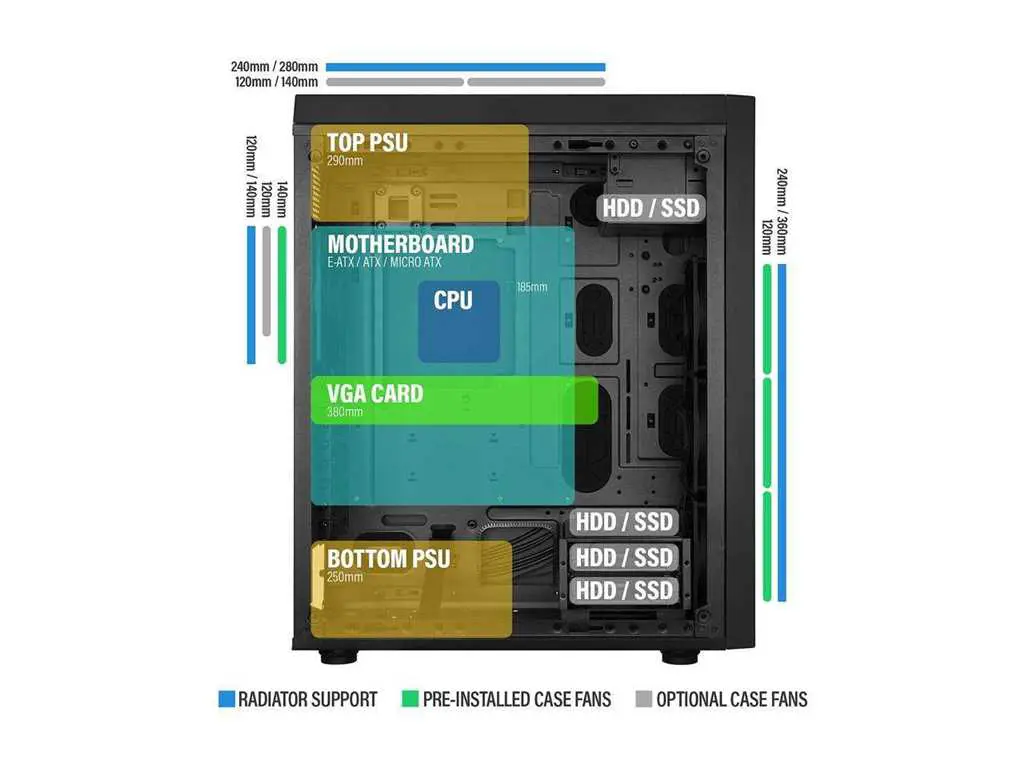 240mm / 280mm
120mm / 140mm
120mm / 140mm
120mm
140mm
TOP PSU
290mm
HDD / SSD
240mm / 360mm
120mm
MOTHERBOARD
E-ATX / ATX / MICRO ATX
CPU
185mm
VGA CARD
380mm
HDD / SSD
BOTTOM PSU
250mm
HDD / SSD
HDD / SSD
RADIATOR SUPPORT
PRE-INSTALLED CASE FANS
OPTIONAL CASE FANS